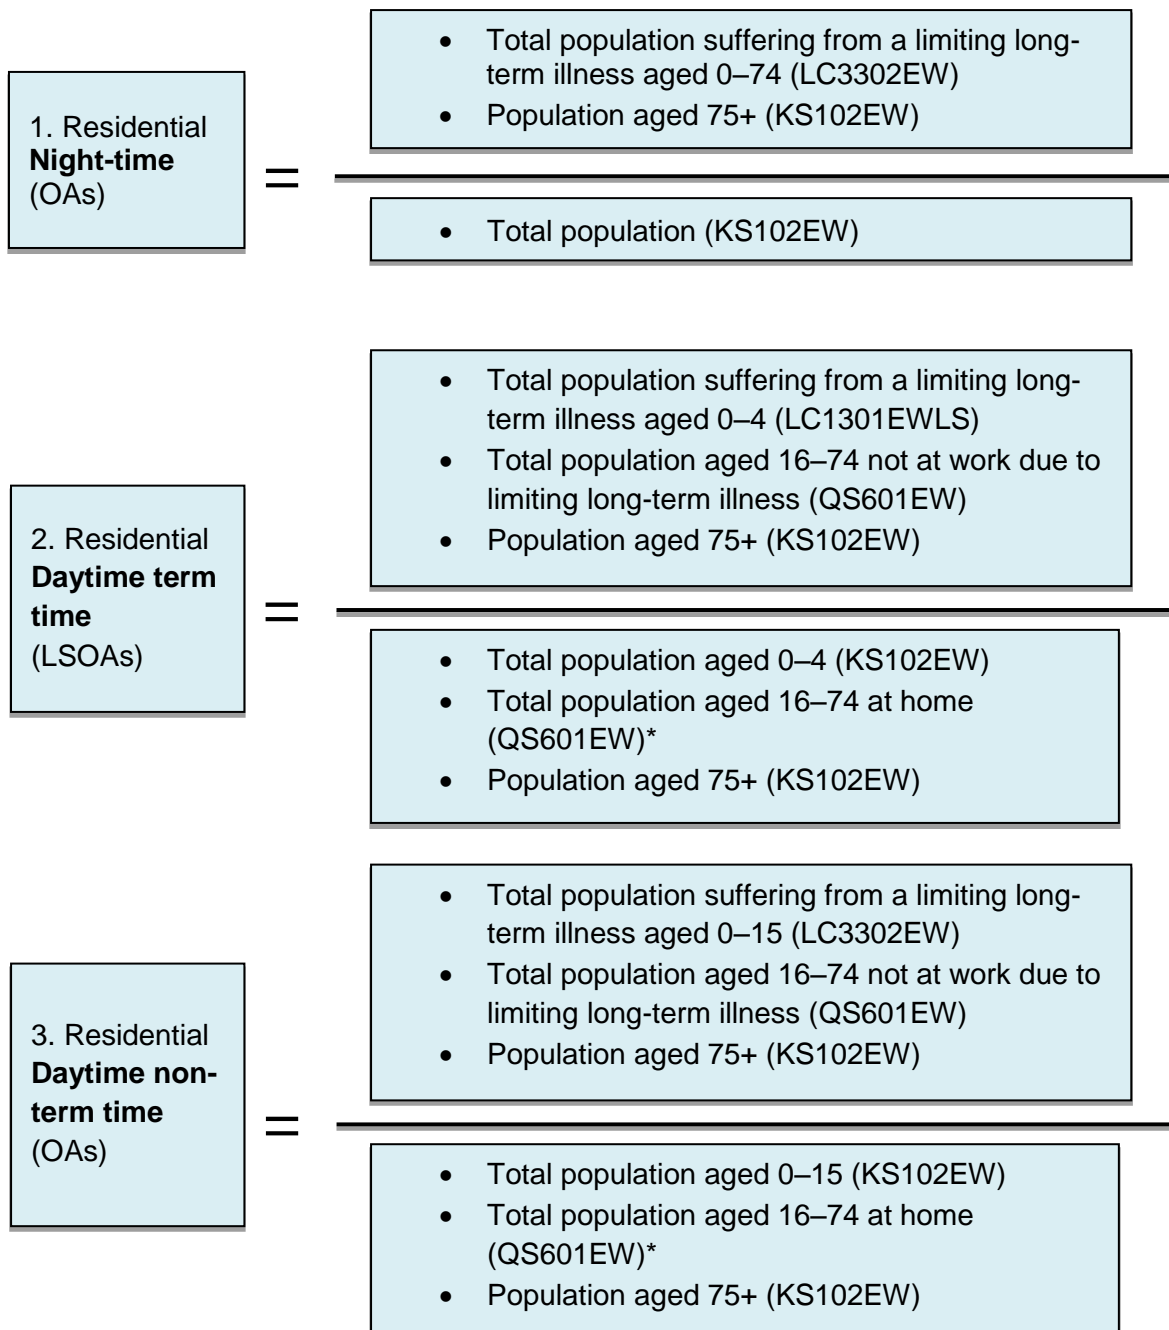 1. Residential
Night-time
(OAs)
=
• Total population suffering from a limiting long-
term illness aged 0–74 (LC3302EW)
• Population aged 75+ (KS102EW)
• Total population (KS102EW)
2. Residential
Daytime term
time
(LSOAs)
=
• Total population suffering from a limiting long-
term illness aged 0–4 (LC1301EWLS)
• Total population aged 16–74 not at work due to
limiting long-term illness (QS601EW)
• Population aged 75+ (KS102EW)
• Total population aged 0–4 (KS102EW)
• Total population aged 16–74 at home
(QS601EW)*
• Population aged 75+ (KS102EW)
3. Residential
Daytime non-
term time
(OAs)
=
• Total population suffering from a limiting long-
term illness aged 0–15 (LC3302EW)
• Total population aged 16–74 not at work due to
limiting long-term illness (QS601EW)
• Population aged 75+ (KS102EW)
• Total population aged 0–15 (KS102EW)
• Total population aged 16–74 at home
(QS601EW)*
• Population aged 75+ (KS102EW)